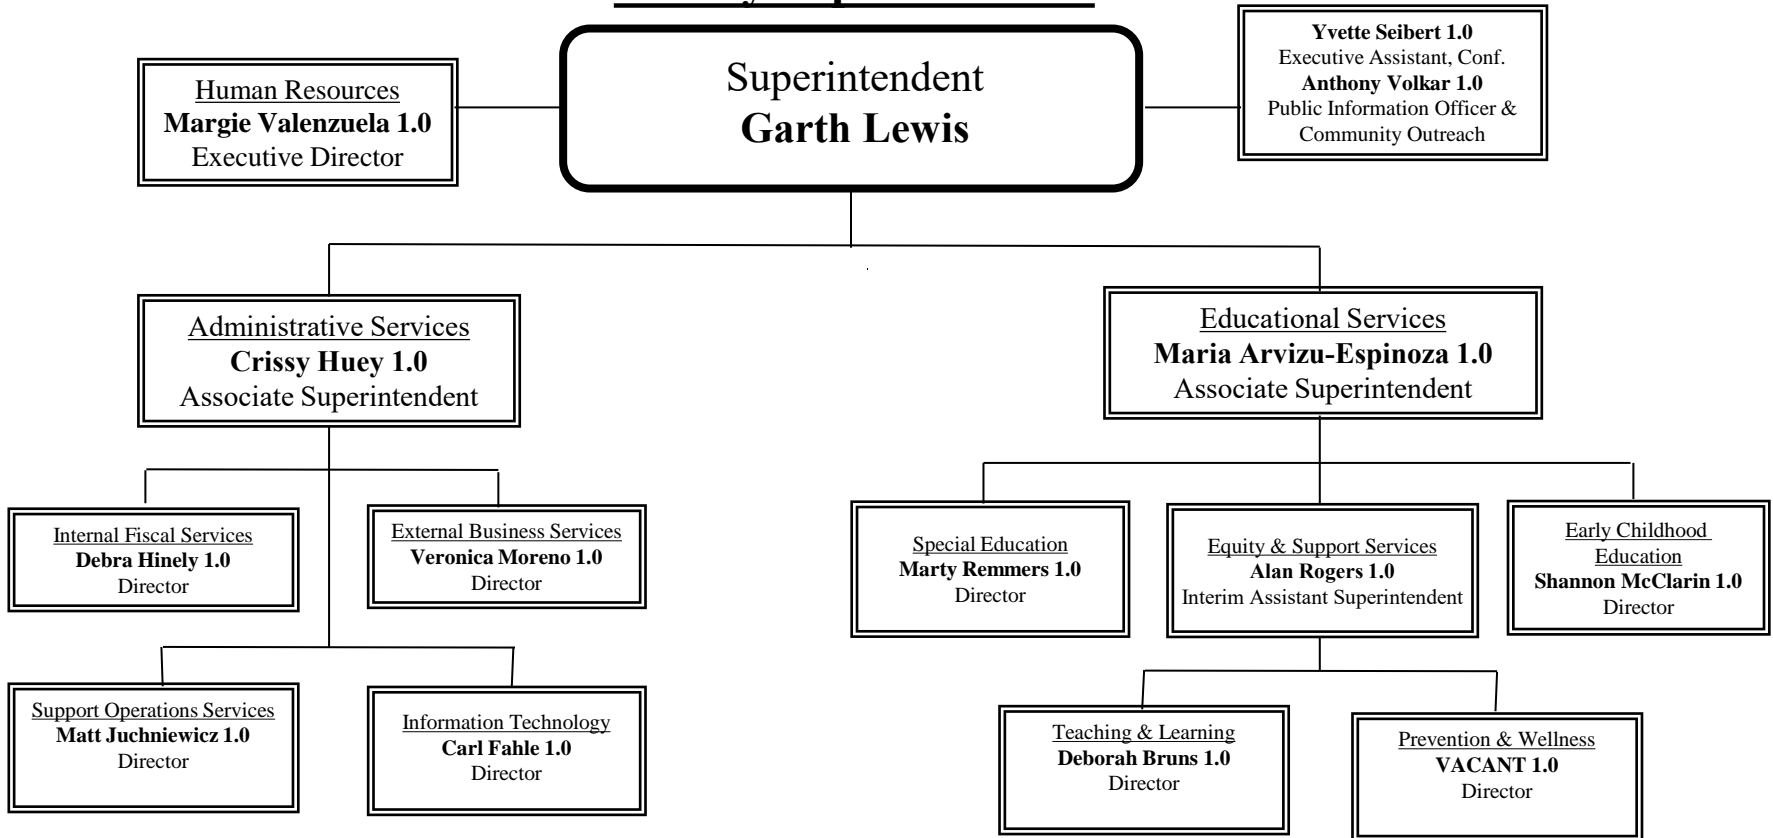 Superintendent
Garth Lewis
Human Resources
Margie Valenzuela 1.0
Executive Director
Yvette Seibert 1.0
Executive Assistant, Conf.
Anthony Volkar 1.0
Public Information Officer &
Community Outreach
Administrative Services
Crissy Huey 1.0
Associate Superintendent
Educational Services
Maria Arvizu-Espinoza 1.0
Associate Superintendent
Internal Fiscal Services
Debra Hinely 1.0
Director
External Business Services
Veronica Moreno 1.0
Director
Special Education
Marty Remmers 1.0
Director
Equity & Support Services
Alan Rogers 1.0
Interim Assistant Superintendent
Early Childhood
Education
Shannon McClarin 1.0
Director
Support Operations Services
Matt Juchniewicz 1.0
Director
Information Technology
Carl Fahle 1.0
Director
Teaching & Learning
Deborah Bruns 1.0
Director
Prevention & Wellness
VACANT 1.0
Director